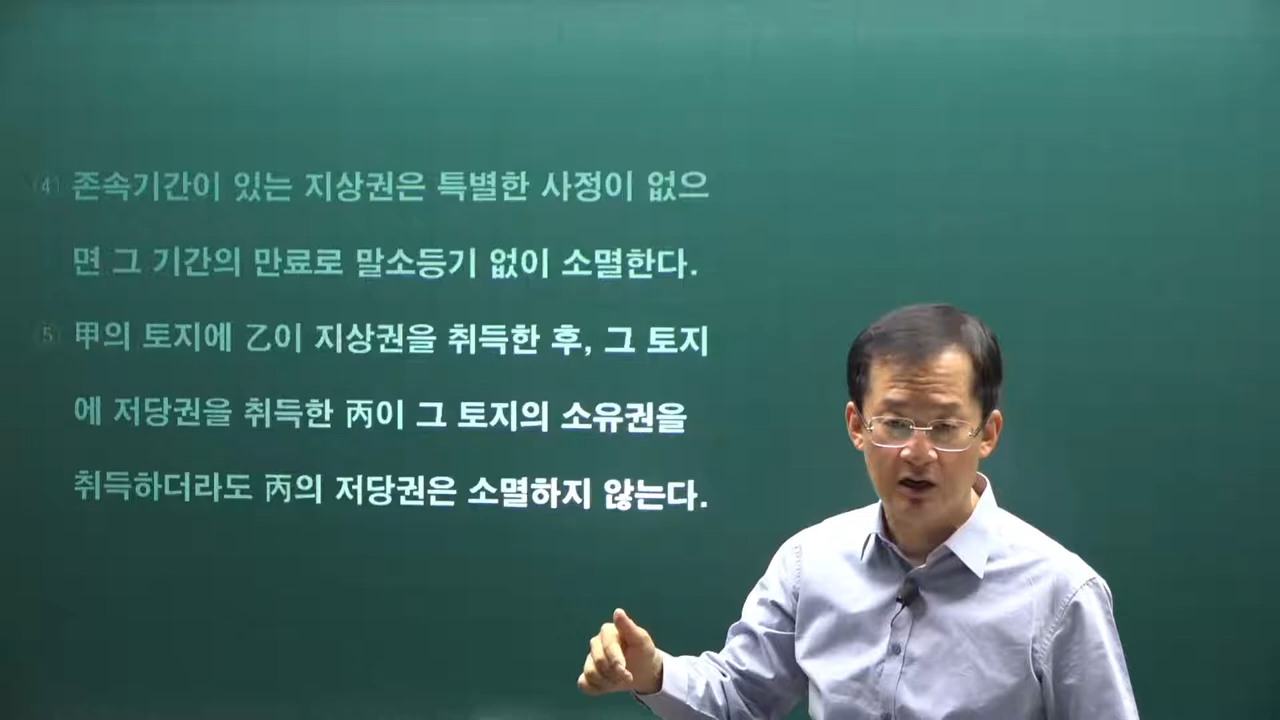 (4) 존속기간이 있는 지상권은 특별한 사정이 없으
면 그 기간의 만료로 말소등기 없이 소멸한다.
(5) 甲의 토지에 乙이 지상권을 취득한 후, 그 토지
에 저당권을 취득한 丙이 그 토지의 소유권을
취득하더라도 丙의 저당권은 소멸하지 않는다.